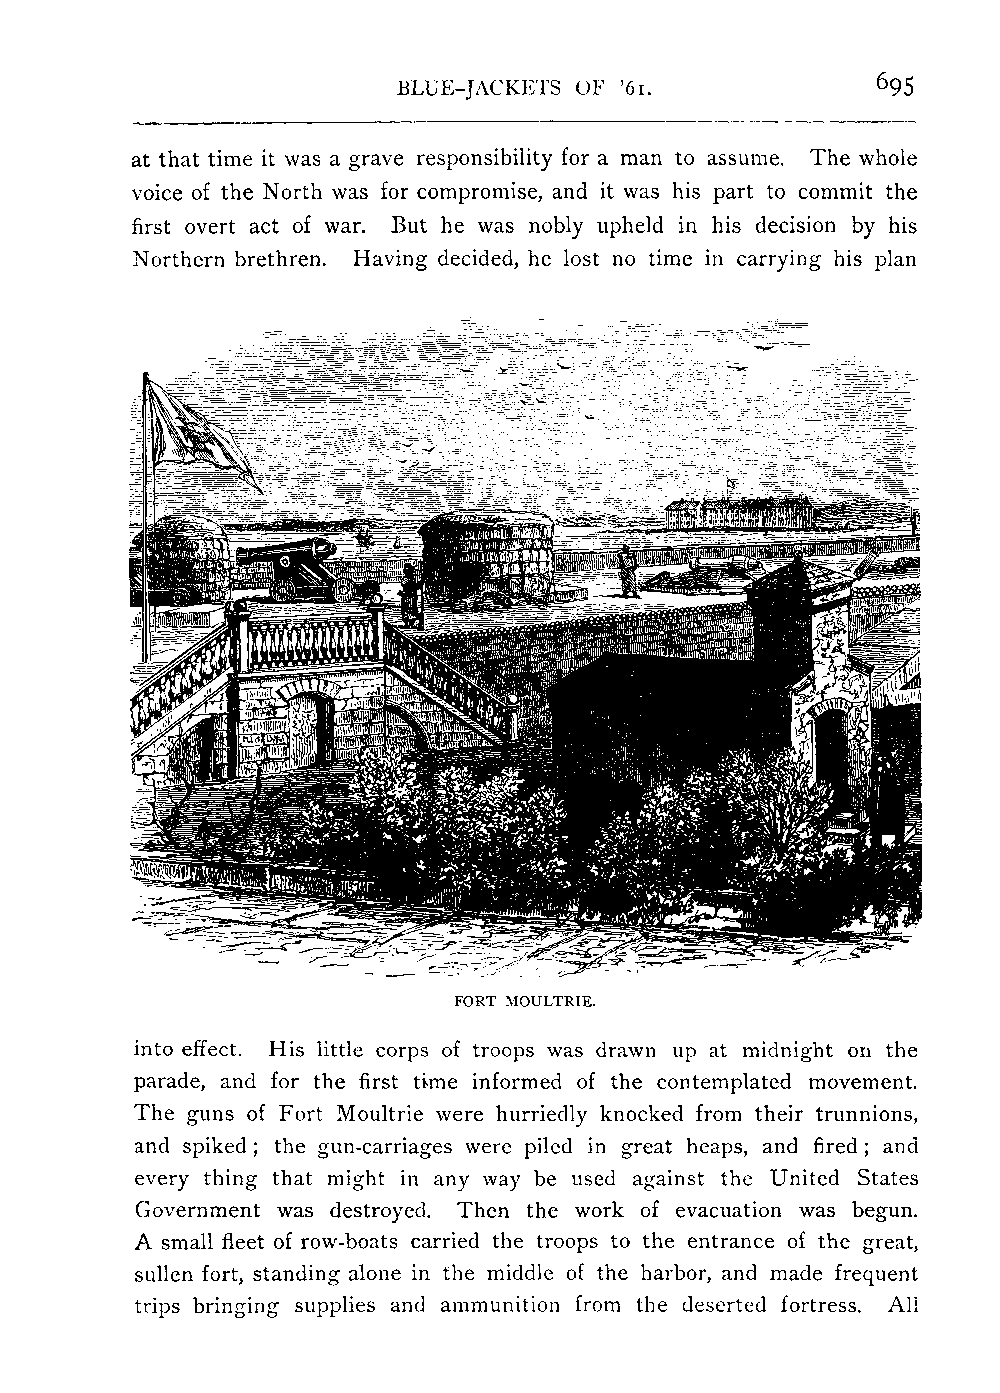 BLUE-JACKETS OF '61. 695
at that time it was a grave responsibility for a man to assume. The whole
voice of the North was for compromise, and it was his part to commit the
first overt act of war. But he was nobly upheld in his decision by his
Northern brethren. Having decided, he lost no time in carrying his plan
FORT MOULTRIE.
into effect. His little corps of troops was drawn up at midnight on the
parade, and for the first time informed of the contemplated movement.
The guns of Fort Moultrie were hurriedly knocked from their trunnions,
and spiked; the gun-carriages were piled in great heaps, and fired; and
every thing that might in any way be used against the United States
Government was destroyed. Then the work of evacuation was begun.
A small fleet of row-boats carried the troops to the entrance of the great,
sullen fort, standing alone in the middle of the harbor, and made frequent
trips bringing supplies and ammunition from the deserted fortress. All